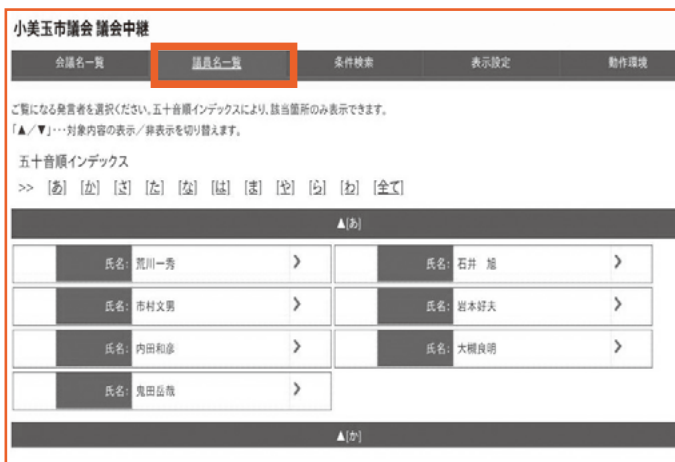 小美玉市議会 議会中継
会議名一覧 議員名一覧 条件検索 表示設定 動作環境
ご覧になる発言者を選択ください。五十音順インデックスにより、該当箇所のみ表示できます。
「▲／▼」･･･対象内容の表示／非表示を切り替えます。
五十音順インデックス
>> [あ] [か] [さ] [た] [な] [は] [ま] [や] [ら] [わ] [全て]
▲[あ]
氏名: 荒川一秀 氏名: 石井 旭
氏名: 市村文男 氏名: 岩本好夫
氏名: 内田和彦 氏名: 大槻良明
氏名: 鬼田岳哉
▲[か]